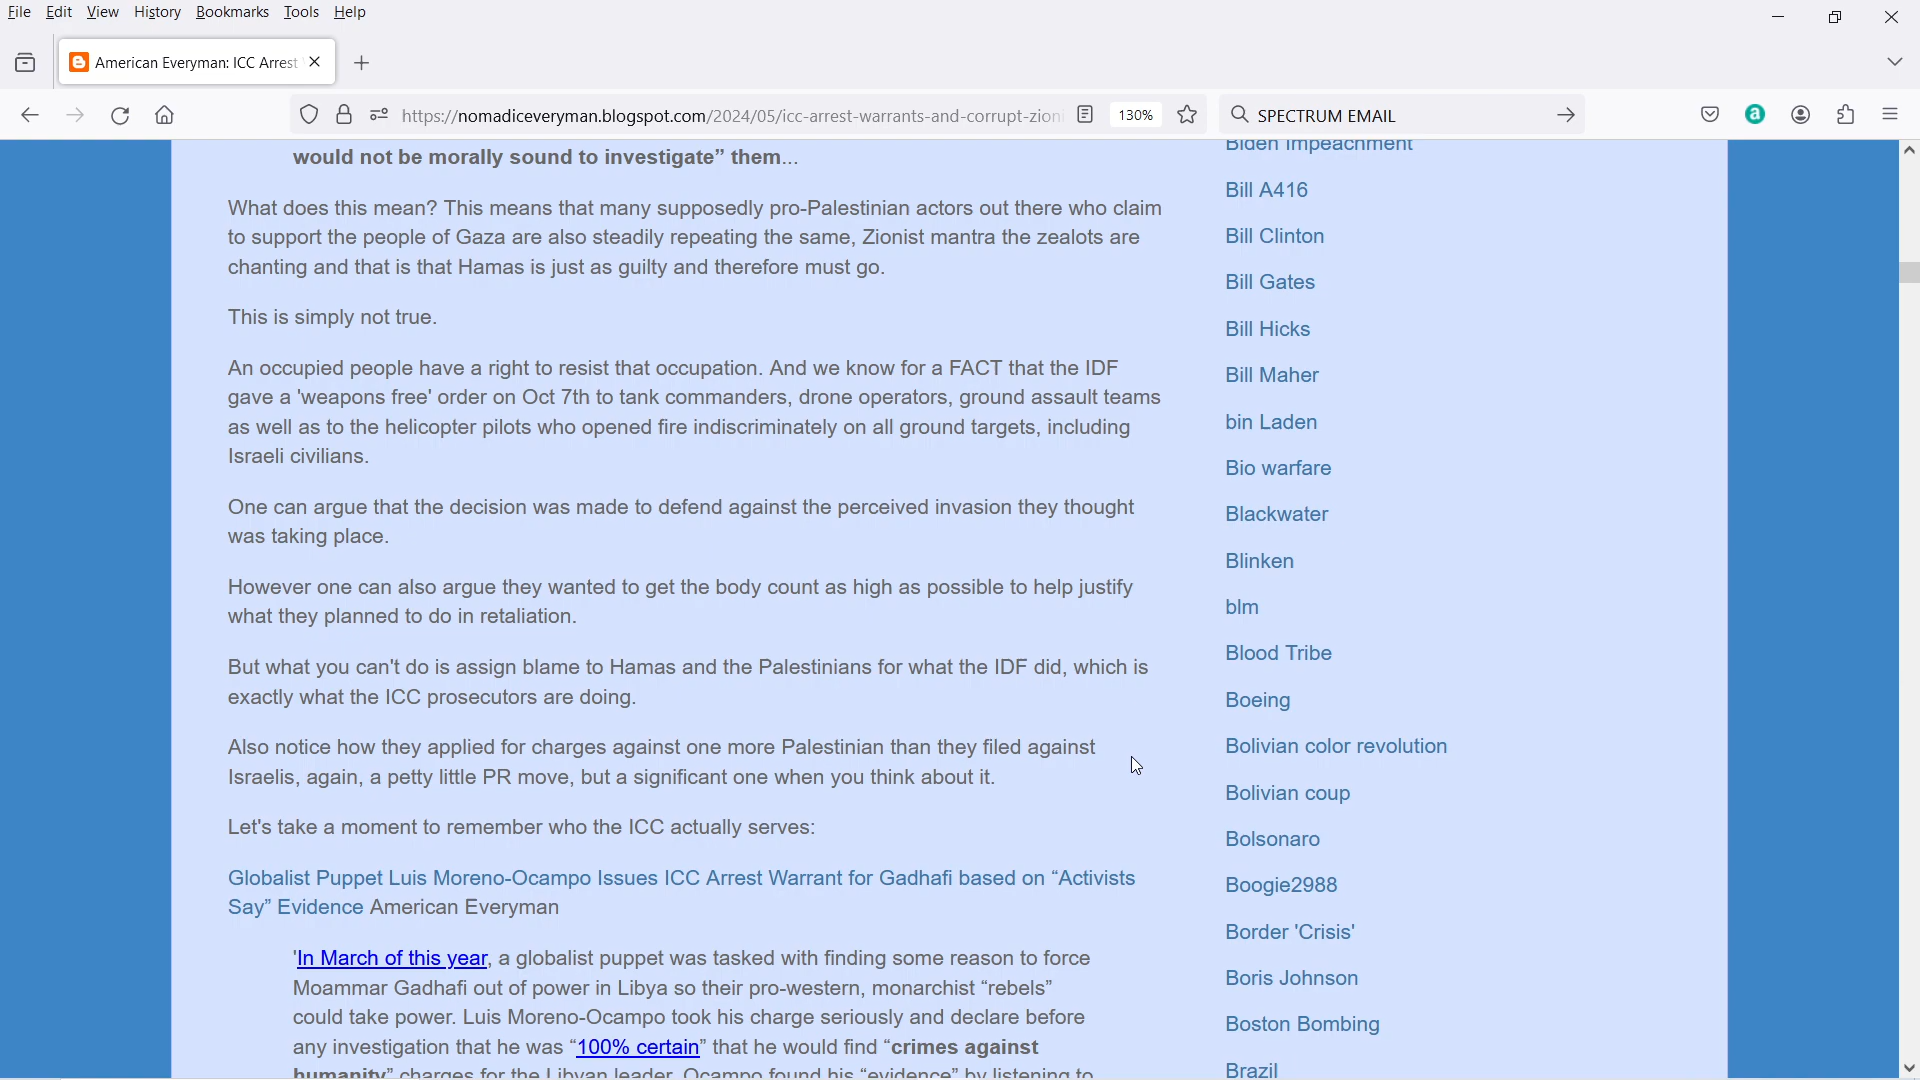 File Edit View History Bookmarks Tools Help
American Everyman: ICC Arrest
https://nomadiceveryman.blogspot.com/2024/05/icc-arrest-warrants-and-corrupt-zioni
130%
SPECTRUM EMAIL
would not be morally sound to investigate” them...
What does this mean? This means that many supposedly pro-Palestinian actors out there who claim
to support the people of Gaza are also steadily repeating the same, Zionist mantra the zealots are
chanting and that is that Hamas is just as guilty and therefore must go.
This is simply not true.
An occupied people have a right to resist that occupation. And we know for a FACT that the IDF
gave a 'weapons free' order on Oct 7th to tank commanders, drone operators, ground assault teams
as well as to the helicopter pilots who opened fire indiscriminately on all ground targets, including
Israeli civilians.
One can argue that the decision was made to defend against the perceived invasion they thought
was taking place.
However one can also argue they wanted to get the body count as high as possible to help justify
what they planned to do in retaliation.
But what you can't do is assign blame to Hamas and the Palestinians for what the IDF did, which is
exactly what the ICC prosecutors are doing.
Also notice how they applied for charges against one more Palestinian than they filed against
Israelis, again, a petty little PR move, but a significant one when you think about it.
Let's take a moment to remember who the ICC actually serves:
Globalist Puppet Luis Moreno-Ocampo Issues ICC Arrest Warrant for Gadhafi based on “Activists
Say” Evidence American Everyman
'In March of this year, a globalist puppet was tasked with finding some reason to force
Moammar Gadhafi out of power in Libya so their pro-western, monarchist “rebels”
could take power. Luis Moreno-Ocampo took his charge seriously and declare before
any investigation that he was “100% certain” that he would find “crimes against
humanity” charges for the Libyan leader. Ocampo found his “evidence” by listening to
Biden Impeachment
Bill A416
Bill Clinton
Bill Gates
Bill Hicks
Bill Maher
bin Laden
Bio warfare
Blackwater
Blinken
blm
Blood Tribe
Boeing
Bolivian color revolution
Bolivian coup
Bolsonaro
Boogie2988
Border 'Crisis'
Boris Johnson
Boston Bombing
Brazil